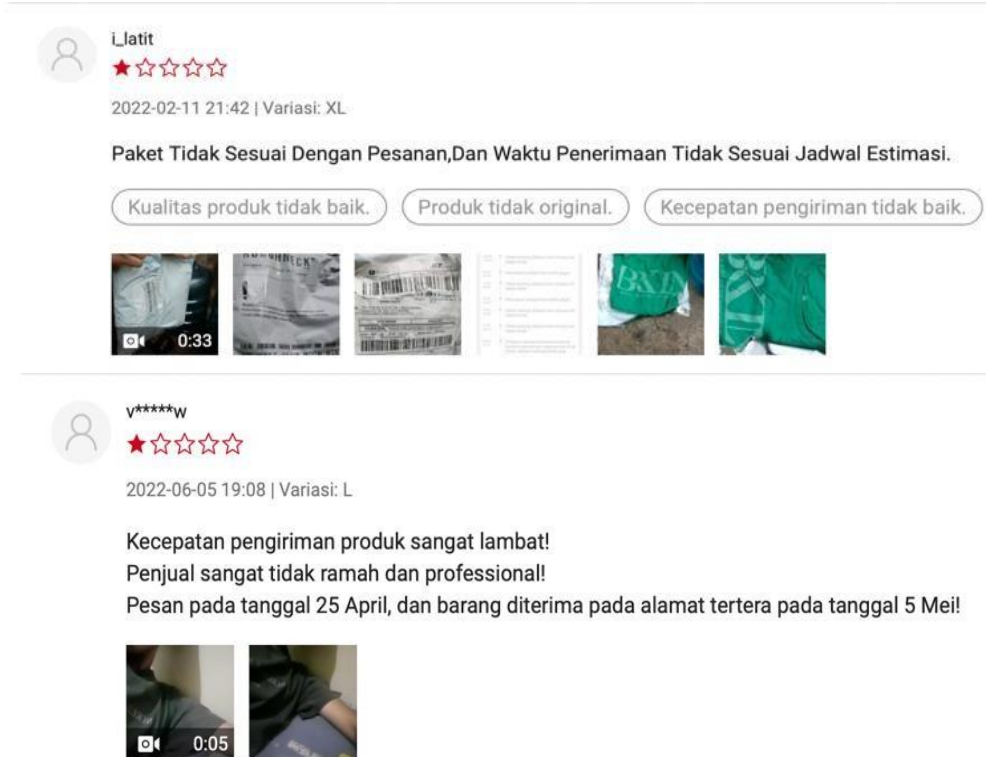 i_latit
2022-02-11 21:42 | Variasi: XL
Paket Tidak Sesuai Dengan Pesanan,Dan Waktu Penerimaan Tidak Sesuai Jadwal Estimasi.
Kualitas produk tidak baik. Produk tidak original. Kecepatan pengiriman tidak baik.
0:33
v*****w
2022-06-05 19:08 | Variasi: L
Kecepatan pengiriman produk sangat lambat!
Penjual sangat tidak ramah dan professional!
Pesan pada tanggal 25 April, dan barang diterima pada alamat tertera pada tanggal 5 Mei!
0:05